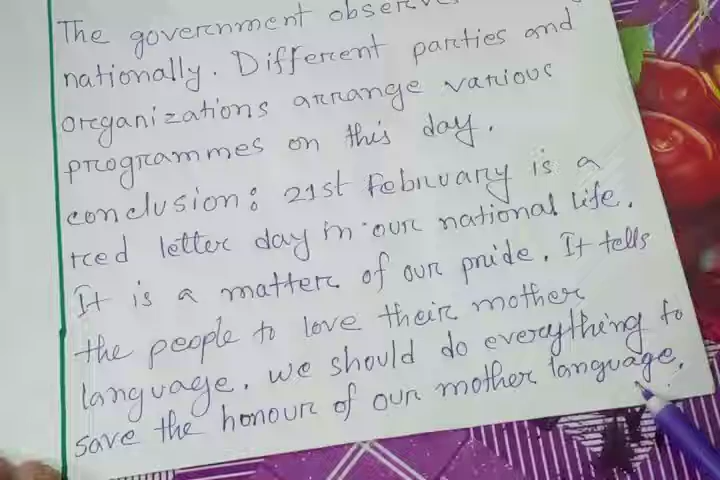 The government
nationally. Different parties and
organizations arrange various
programmes on this day.
conclusion: 21st February is a
red letter day in our national life.
It is a matter of our pride. It tells
the people to love their mother
language. we should do everything to
save the honour of our mother language.